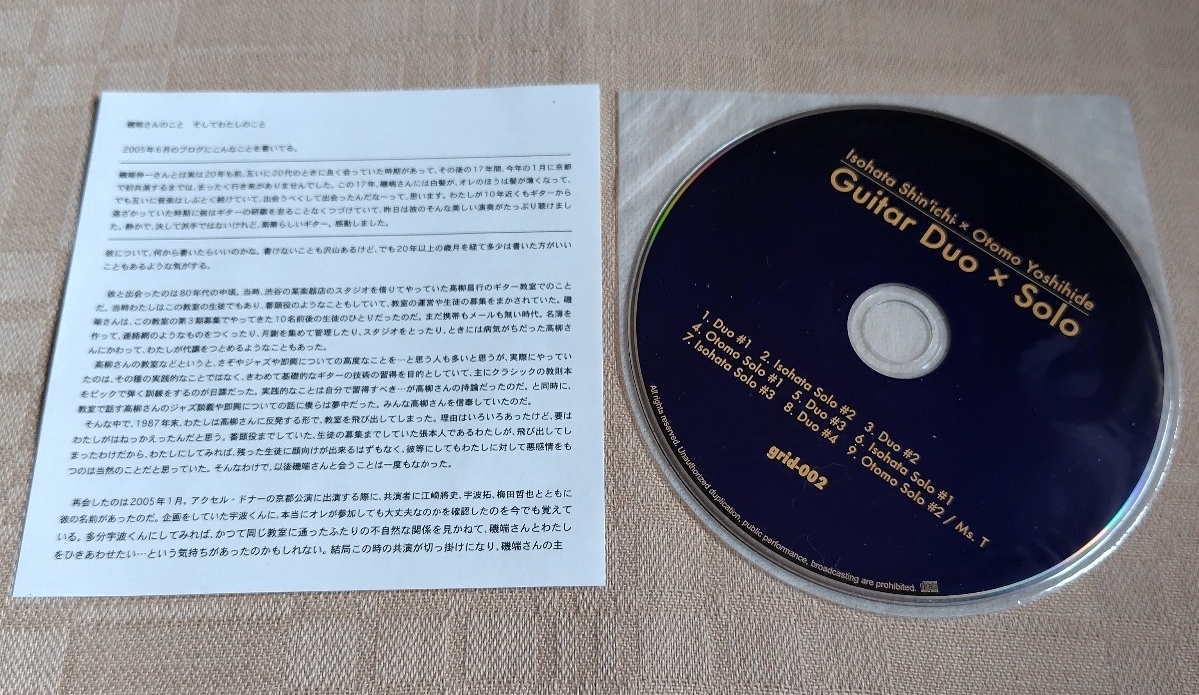 磯端さんのこと　そしてわたしのこと
2005年6月のブログにこんなことを書いてる。
磯端伸一さんとは実は20年も前、互いに20代のときに良く会っていた時期があって、その後の17年間、今年の1月に京都
で初共演するまでは、まったく行き来がありませんでした。この17年、磯端さんには白髪が、オレのほうは髪が薄くなって、
でも互いに音楽はしぶとく続けていて、出会うべくして出会ったんだな〜って、思います。わたしが10年近くもギターから
遠ざかっていた時期に彼はギターの研鑽を怠ることなくつづけていて、昨日は彼のそんな美しい演奏がたっぷり聴けまし
た。静かで、決して派手ではないけれど、素晴らしいギター。感動しました。
彼について、何から書いたらいいのかな。書けないことも沢山あるけど、でも20年以上の歳月を経て多少は書いた方がいい
こともあるような気がする。
彼と出会ったのは80年代の中頃。当時、渋谷の某楽器店のスタジオを借りてやっていた高柳昌行のギター教室でのこと
だ。当時わたしはこの教室の生徒でもあり、番頭役のようなこともしていて、教室の運営や生徒の募集をまかされていた。磯
端さんは、この教室の第3期募集でやってきた10名前後の生徒のひとりだったのだ。まだ携帯もメールも無い時代。名簿を
作って、連絡網のようなものをつくったり、月謝を集めて管理したり、スタジオをとったり、ときには病気がちだった高柳さ
んにかわって、わたしが代講をつとめるようなこともあった。
高柳さんの教室などというと、さぞやジャズや即興についての高度なことを…と思う人も多いと思うが、実際にやってい
たのは、その種の実践的なことではなく、きわめて基礎的なギターの技術の習得を目的としていて、主にクラシックの教則本
をピックで弾く訓練をするのが日課だった。実践的なことは自分で習得すべき…が高柳さんの持論だったのだ。と同時に、
教室で話す高柳さんのジャズ談義や即興についての話に僕らは夢中だった。みんな高柳さんを信奉していたのだ。
そんな中で、1987年末、わたしは高柳さんに反発する形で、教室を飛び出してしまった。理由はいろいろあったけど、要は
わたしがはねっかえったんだと思う。番頭役までしていた、生徒の募集までしていた張本人であるわたしが、飛び出してし
まったわけだから、わたしにしてみれば、残った生徒に顔向けが出来るはずもなく、彼等にしてもわたしに対して悪感情をも
つのは当然のことだと思っていた。そんなわけで、以後磯端さんと会うことは一度もなかった。
再会したのは2005年1月。アクセル・ドナーの京都公演に出演する際に、共演者に江崎將史、宇波拓、梅田哲也とともに
彼の名前があったのだ。企画をしていた宇波くんに、本当にオレが参加しても大丈夫なのかを確認したのを今でも覚えて
いる。多分宇波くんにしてみれば、かつて同じ教室に通ったふたりの不自然な関係を見かねて、磯端さんとわたし
をひきあわせたい…という気持ちがあったのかもしれない。結局この時の共演が切っ掛けになり、磯端さんの主
Isohata Shin'ichi × Otomo Yoshihide
Guitar Duo × Solo
1. Duo #1 2. Isohata Solo #2 3. Duo #2
4. Otomo Solo #1 5. Duo #3 6. Isohata Solo #1
7. Isohata Solo #3 8. Duo #4 9. Otomo Solo #2 / Ms. T
grid-002
All rights reserved. Unauthorized duplication, public performance, broadcasting are prohibited.